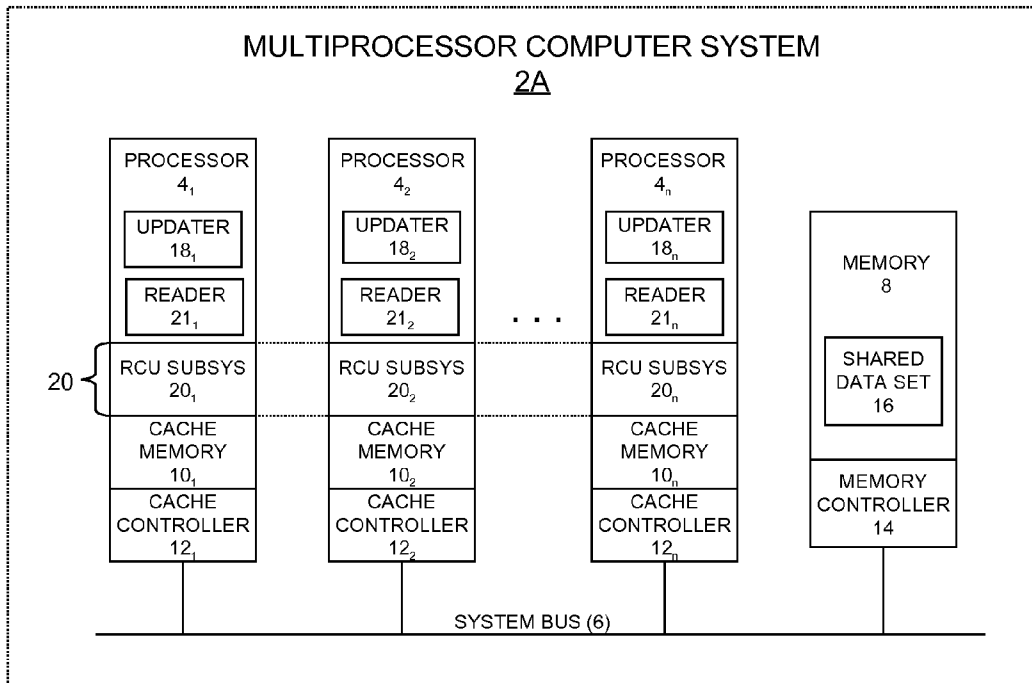 MULTIPROCESSOR COMPUTER SYSTEM
2A
PROCESSOR
4₁
UPDATER
18₁
READER
21₁
RCU SUBSYS
20₁
CACHE
MEMORY
10₁
CACHE
CONTROLLER
12₁
PROCESSOR
4₂
UPDATER
18₂
READER
21₂
RCU SUBSYS
20₂
CACHE
MEMORY
10₂
CACHE
CONTROLLER
12₂
. . .
PROCESSOR
4ₙ
UPDATER
18ₙ
READER
21ₙ
RCU SUBSYS
20ₙ
CACHE
MEMORY
10ₙ
CACHE
CONTROLLER
12ₙ
MEMORY
8
SHARED
DATA SET
16
MEMORY
CONTROLLER
14
20
SYSTEM BUS (6)